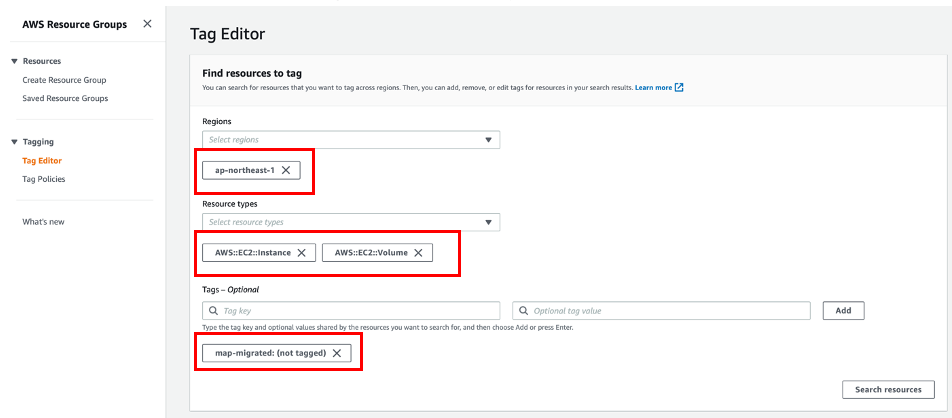 AWS Resource Groups
Tag Editor
Resources
Create Resource Group
Saved Resource Groups
Tagging
Tag Editor
Tag Policies
What's new
Find resources to tag
You can search for resources that you want to tag across regions. Then, you can add, remove, or edit tags for resources in your search results. Learn more
Regions
Select regions
ap-northeast-1
Resource types
Select resource types
AWS::EC2::Instance AWS::EC2::Volume
Tags – Optional
Tag key Optional tag value Add
Type the tag key and optional values shared by the resources you want to search for, and then choose Add or press Enter.
map-migrated: (not tagged)
Search resources